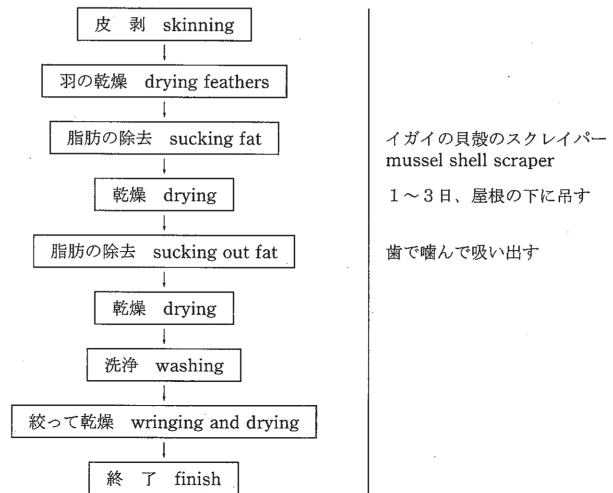 皮 剥 skinning
羽の乾燥 drying feathers
脂肪の除去 sucking fat
イガイの貝殻のスクレイパー
mussel shell scraper
乾燥 drying
1~3日、屋根の下に吊す
脂肪の除去 sucking out fat
歯で噛んで吸い出す
乾燥 drying
洗浄 washing
絞って乾燥 wringing and drying
終 了 finish